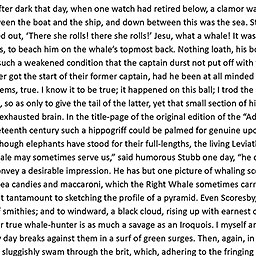 fter dark that day, when one watch had retired below, a clamor wa
ween the boat and the ship, and down between this was the sea. St
ed out, 'There she rolls! there she rolls!' Jesu, what a whale! It was
s, to beach him on the whale's topmost back. Nothing loath, his bo
such a weakened condition that the captain durst not put off with
er got the start of their former captain, had he been at all minded
ems, true. I know it to be true; it happened on this ball; I trod the
, so as only to give the tail of the latter, yet that small section of hi
exhausted brain. In the title-page of the original edition of the "Ad
eteenth century such a hippogriff could be palmed for genuine upo
hough elephants have stood for their full-lengths, the living Leviath
ale may sometimes serve us," said humorous Stubb one day, "he c
onvey a desirable impression. He has but one picture of whaling sc
ea candies and maccaroni, which the Right Whale sometimes carr
t tantamount to sketching the profile of a pyramid. Even Scoresby,
f smithies; and to windward, a black cloud, rising up with earnest o
r true whale-hunter is as much a savage as an Iroquois. I myself am
y day breaks against them in a surf of green surges. Then, again, in
sluggishly swam through the brit, which, adhering to the fringing